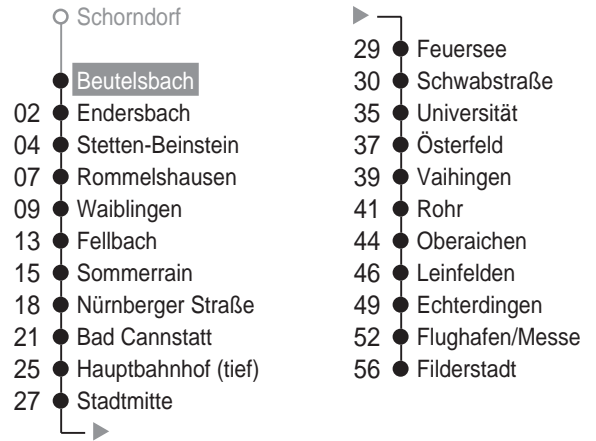 Schorndorf
Beutelsbach
02 Endersbach
04 Stetten-Beinstein
07 Rommelshausen
09 Waiblingen
13 Fellbach
15 Sommerrain
18 Nürnberger Straße
21 Bad Cannstatt
25 Hauptbahnhof (tief)
27 Stadtmitte
29 Feuersee
30 Schwabstraße
35 Universität
37 Österfeld
39 Vaihingen
41 Rohr
44 Oberaichen
46 Leinfelden
49 Echterdingen
52 Flughafen/Messe
56 Filderstadt